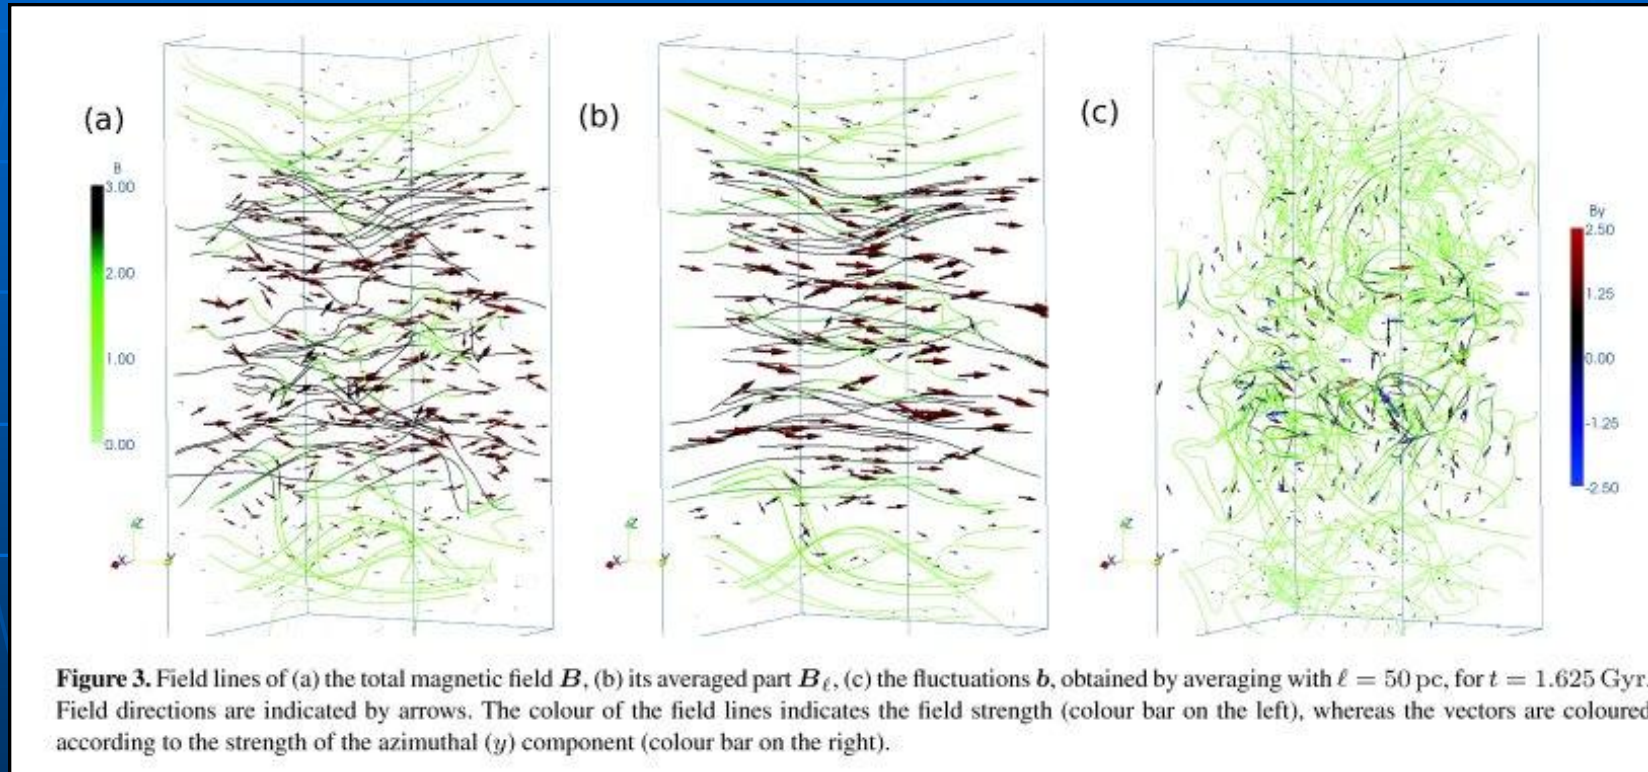 (a)
(b)
(c)
B
3.00
2.00
1.00
0.00
By
2.50
1.25
0.00
-1.25
-2.50
Z
X
Y
Z
X
Y
Z
X
Y
Figure 3. Field lines of (a) the total magnetic field B, (b) its averaged part Bℓ, (c) the fluctuations b, obtained by averaging with ℓ = 50 pc, for t = 1.625 Gyr.
Field directions are indicated by arrows. The colour of the field lines indicates the field strength (colour bar on the left), whereas the vectors are coloured
according to the strength of the azimuthal (y) component (colour bar on the right).